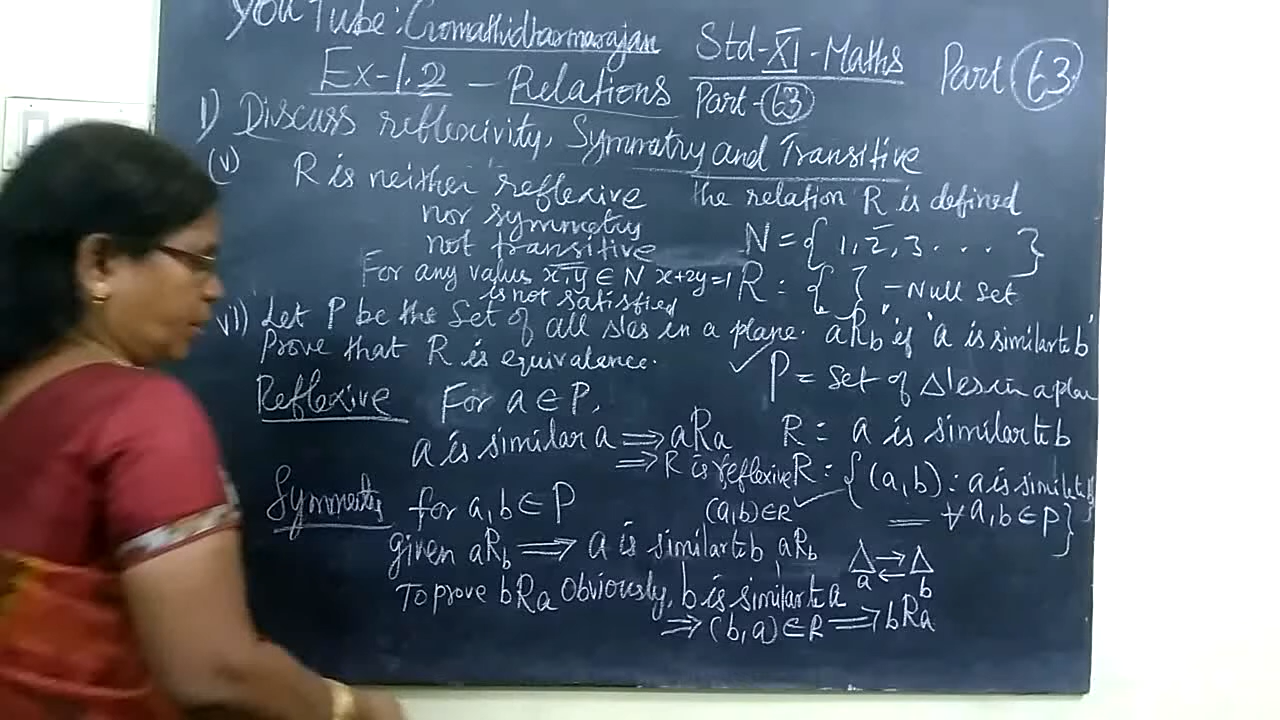 YouTube: Gomathidharmarajan Std-XI-Maths Part 63
Ex-1.2 - Relations Part-63
1) Discuss reflexivity, Symmetry and Transitive
(v) R is neither reflexive the relation R is defined
nor symmetry N = { 1, 2, 3 . . . . }
not transitive
For any value x,y ∈ N x+2y=1 R : { } - Null Set
is not satisfied
vi) Let P be the Set of all sles in a plane. aRb if "a is similar to b"
Prove that R is equivalence. P = Set of Δles in a plan
Reflexive For a ∈ P,
a is similar a ⟹ aRa R : a is similar to b
⟹ R is reflexive R : { (a,b) : a is similar to b
Symmetry for a,b ∈ P (a,b) ∈ R = ∀ a,b ∈ P}
given aRb ⟹ a is similar to b aRb Δ ⇄ Δ
a b
To prove bRa Obviously, b is similar to a
⟹ (b,a) ∈ R ⟹ bRa